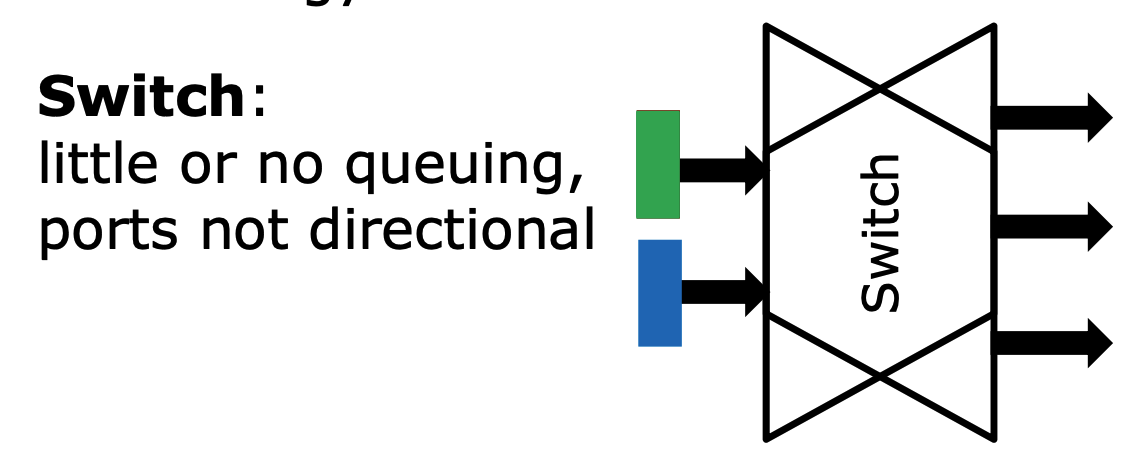 Switch:
little or no queuing,
ports not directional
Switch